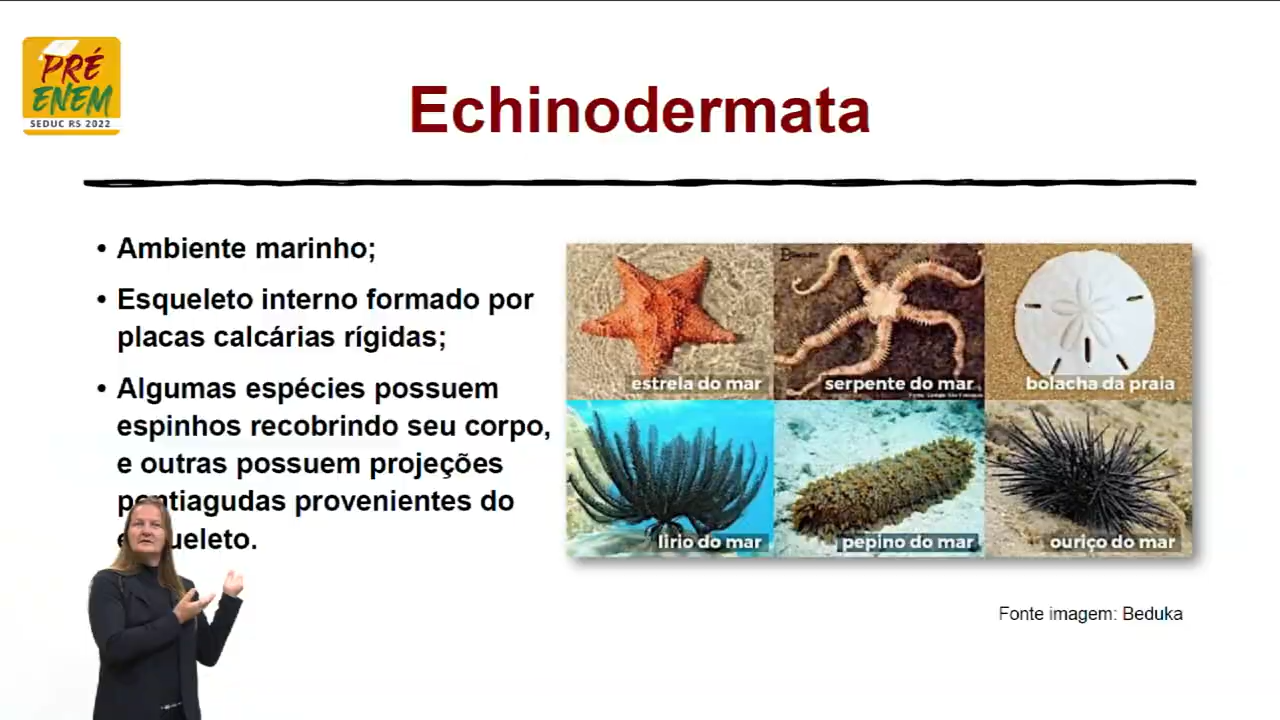 PRÉ
ENEM
SEDUC RS 2022
Echinodermata
• Ambiente marinho;
• Esqueleto interno formado por
placas calcárias rígidas;
• Algumas espécies possuem
espinhos recobrindo seu corpo,
e outras possuem projeções
pontiagudas provenientes do
esqueleto.
estrela do mar
serpente do mar
bolacha da praia
lírio do mar
pepino do mar
ouriço do mar
Fonte imagem: Beduka